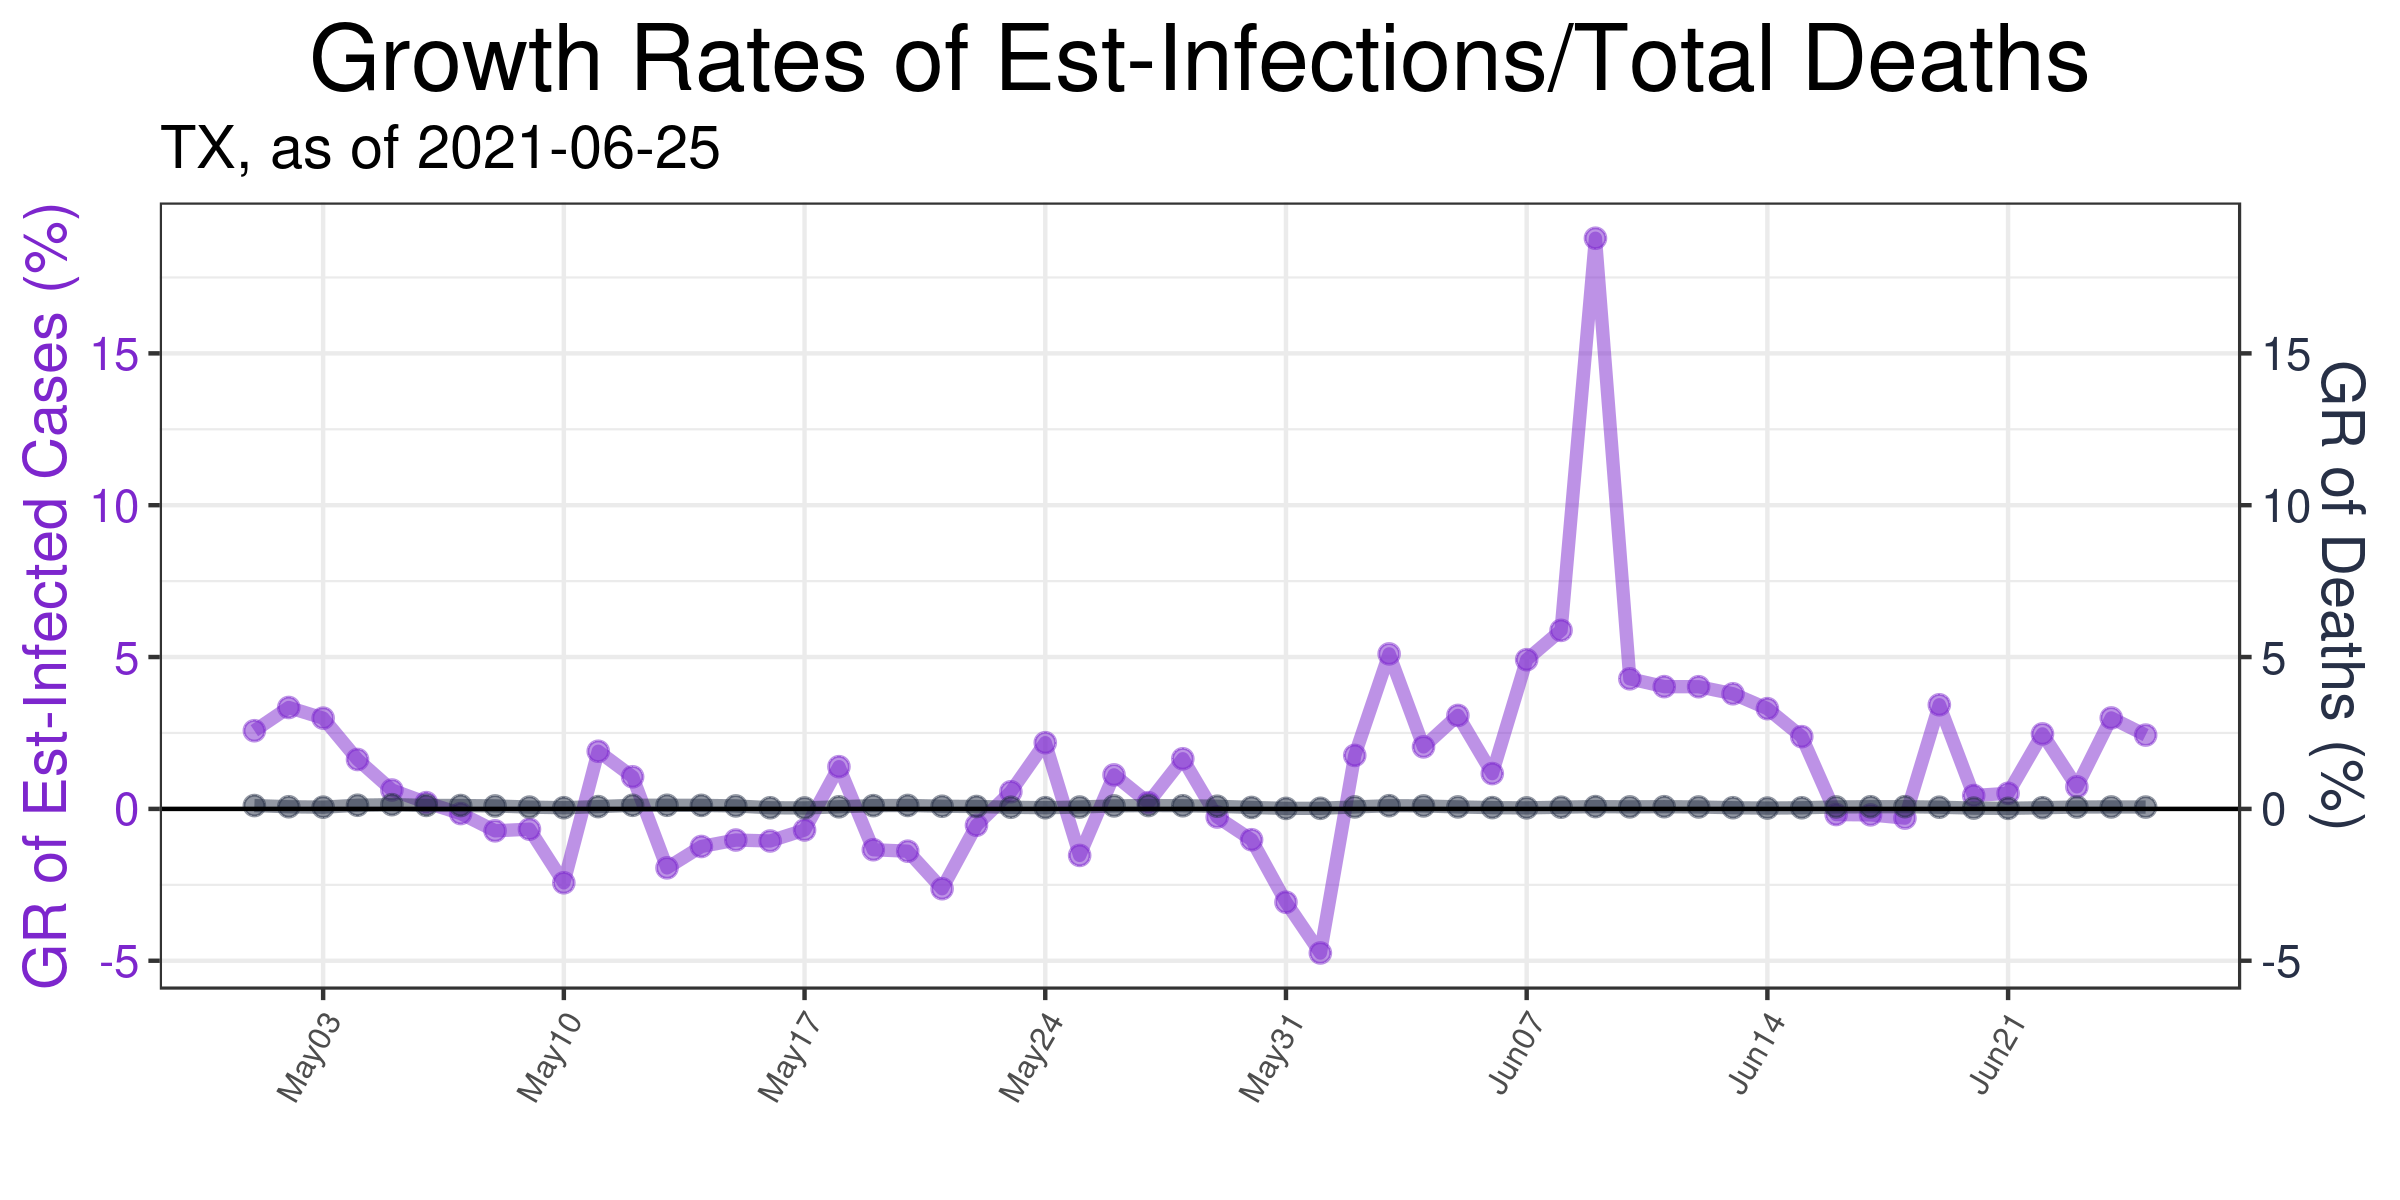 Growth Rates of Est-Infections/Total Deaths
TX, as of 2021-06-25
GR of Est-Infected Cases (%)
15
10
5
0
-5
15
10
5
0
-5
GR of Deaths (%)
May03
May10
May17
May24
May31
Jun07
Jun14
Jun21